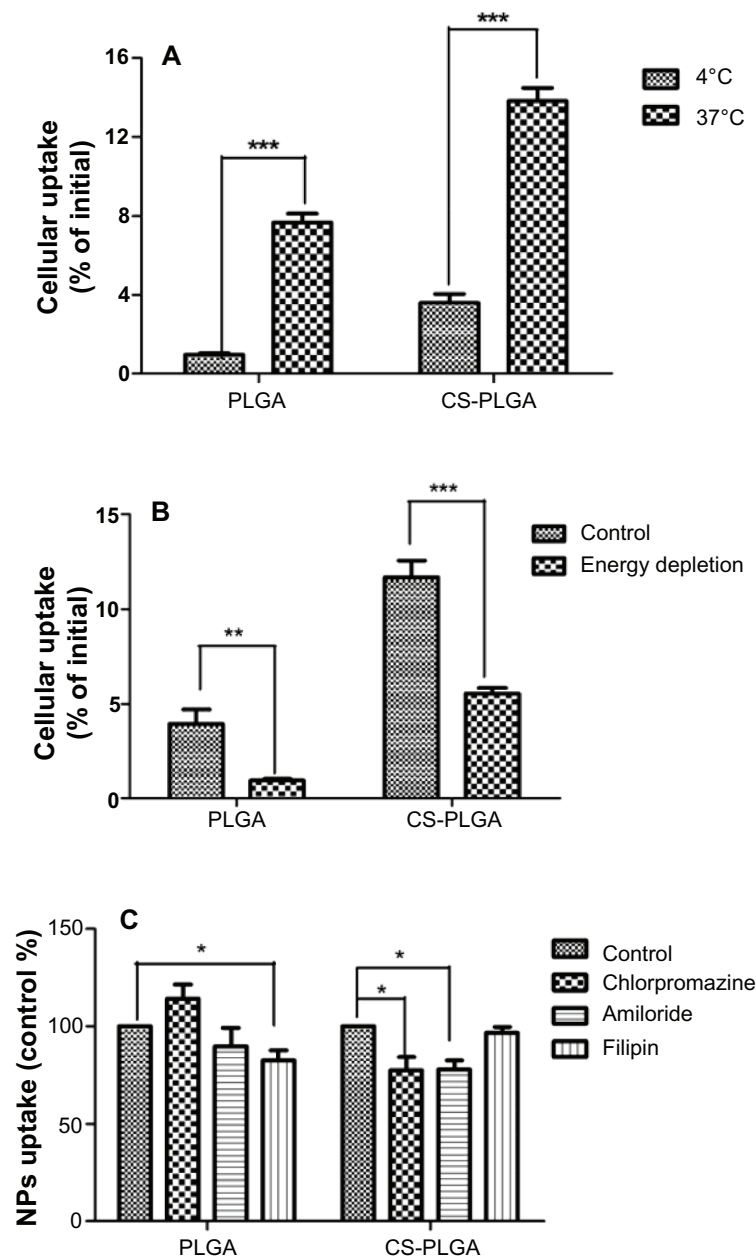 A
Cellular uptake
(% of initial)
16
12
8
4
0
***
***
PLGA
CS-PLGA
4°C
37°C
B
Cellular uptake
(% of initial)
15
10
5
0
**
***
PLGA
CS-PLGA
Control
Energy depletion
C
NPs uptake (control %)
150
100
50
0
*
*
*
PLGA
CS-PLGA
Control
Chlorpromazine
Amiloride
Filipin